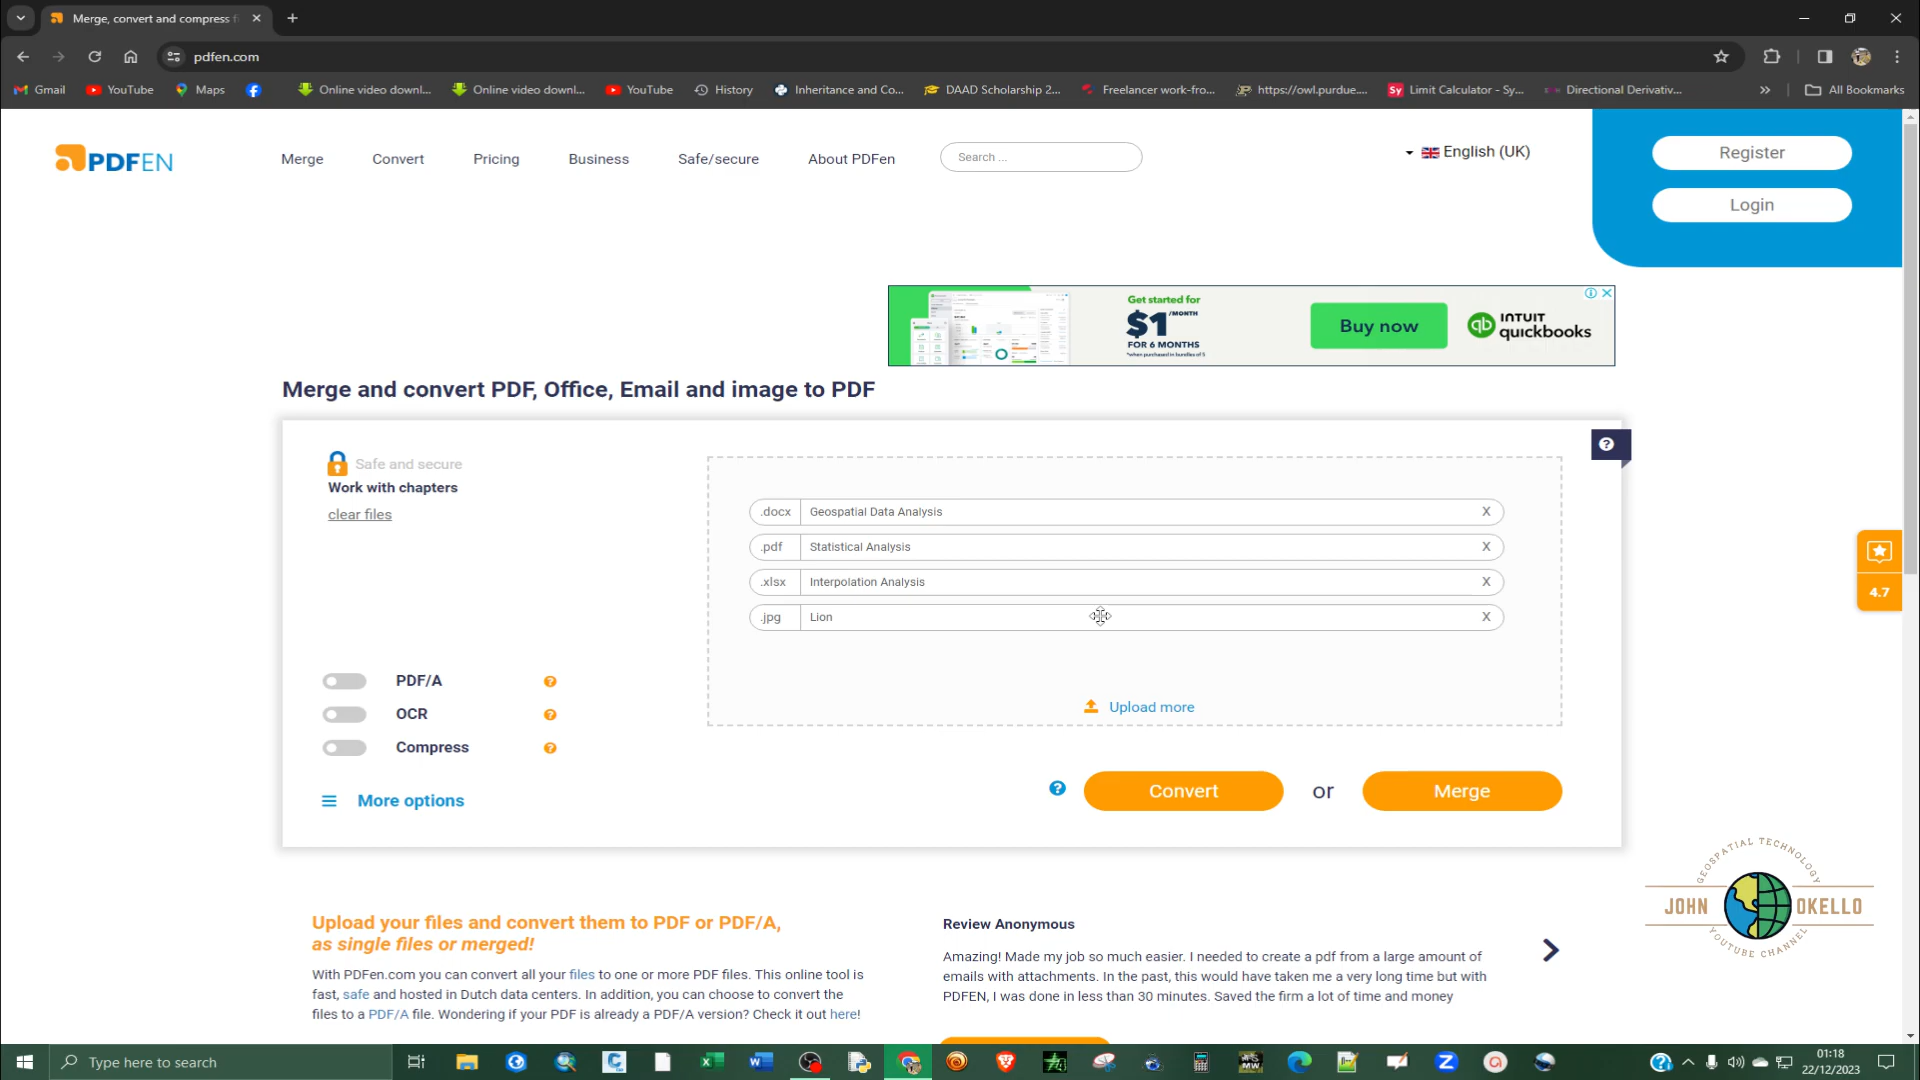 Merge, convert and compress f
pdfen.com
Gmail
YouTube
Maps
Online video downl...
Online video downl...
YouTube
History
Inheritance and Co...
DAAD Scholarship 2...
Freelancer work-fro...
https://owl.purdue....
Sy Limit Calculator - Sy...
Directional Derivativ...
All Bookmarks
PDFEN
Merge
Convert
Pricing
Business
Safe/secure
About PDFen
Search ...
English (UK)
Register
Login
Get started for
$1/MONTH
FOR 6 MONTHS
*when purchased in bundles of 5
Buy now
qb INTUIT
quickbooks
Merge and convert PDF, Office, Email and image to PDF
Safe and secure
Work with chapters
clear files
.docx Geospatial Data Analysis X
.pdf Statistical Analysis X
.xlsx Interpolation Analysis X
.jpg Lion X
Upload more
4.7
PDF/A ?
OCR ?
Compress ?
More options
? Convert or Merge
GEOSPATIAL TECHNOLOGY
JOHN OKELLO
YOUTUBE CHANNEL
Upload your files and convert them to PDF or PDF/A,
as single files or merged!
With PDFen.com you can convert all your files to one or more PDF files. This online tool is
fast, safe and hosted in Dutch data centers. In addition, you can choose to convert the
files to a PDF/A file. Wondering if your PDF is already a PDF/A version? Check it out here!
Review Anonymous
Amazing! Made my job so much easier. I needed to create a pdf from a large amount of
emails with attachments. In the past, this would have taken me a very long time but with
PDFEN, I was done in less than 30 minutes. Saved the firm a lot of time and money
Type here to search
01:18
22/12/2023